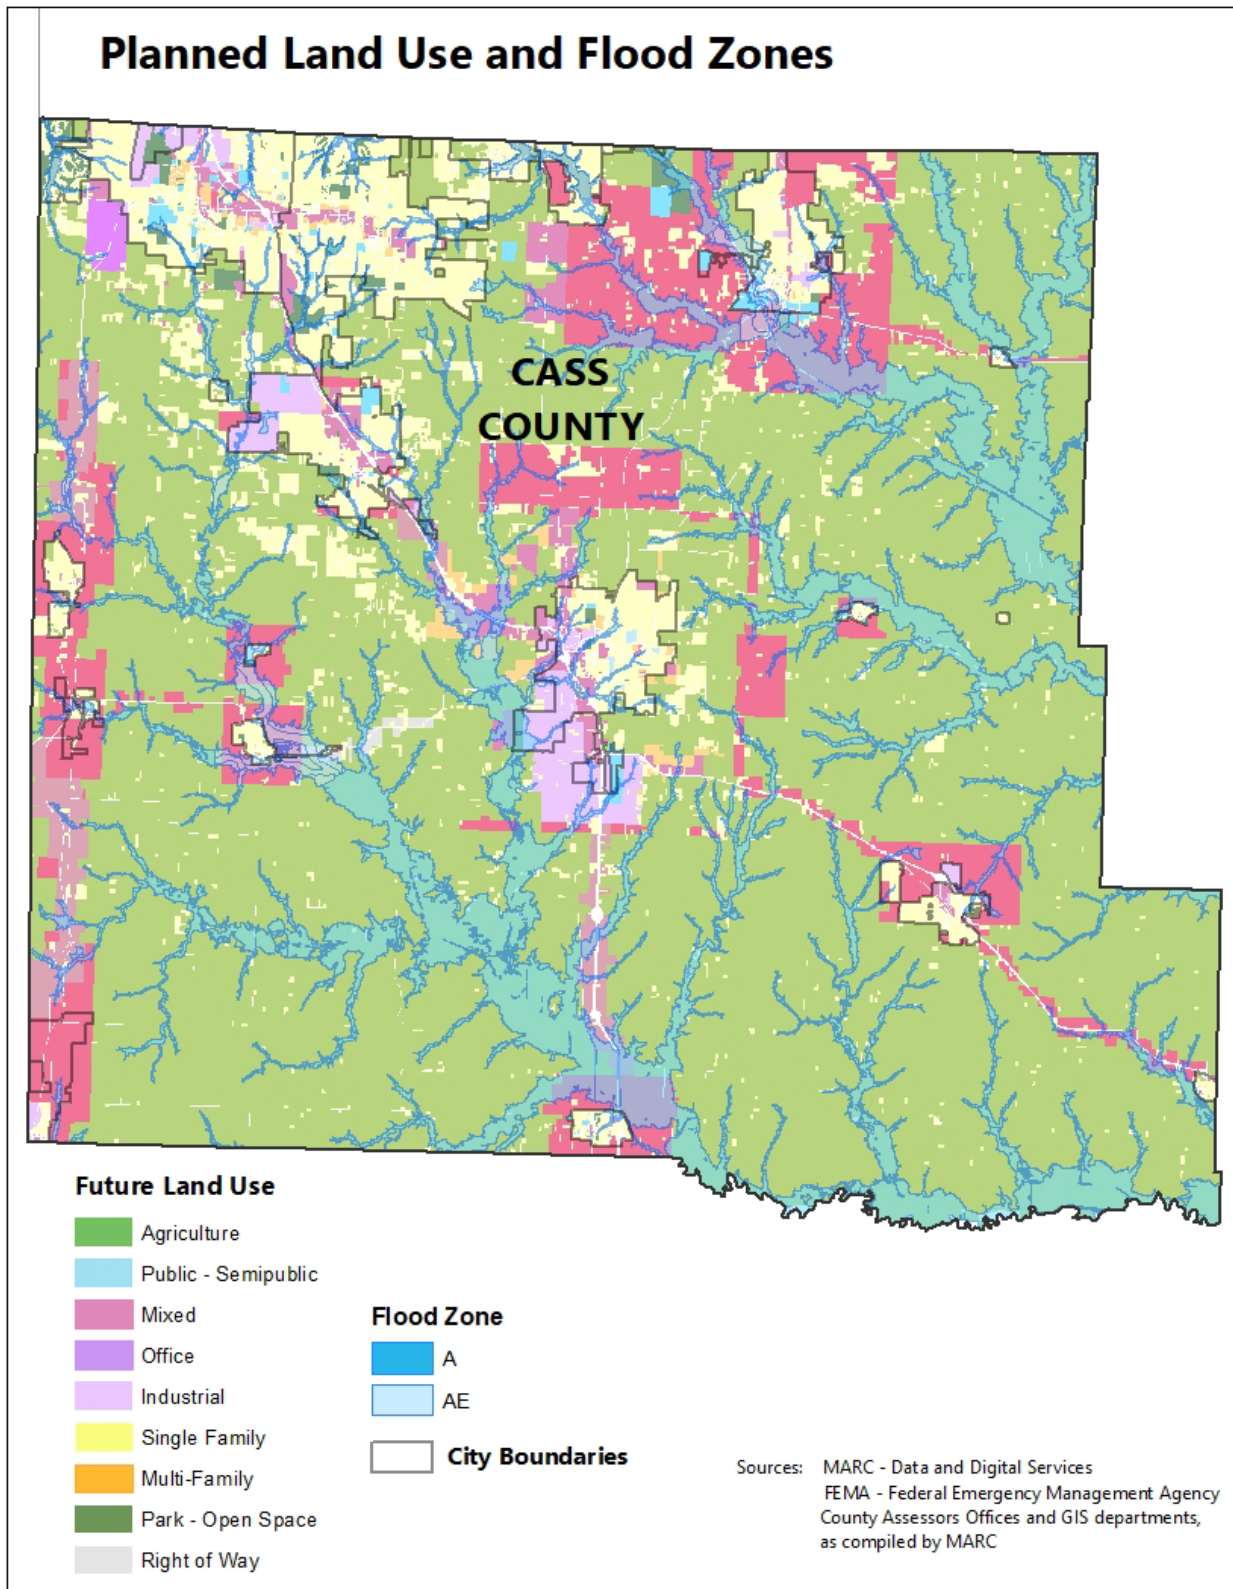 Planned Land Use and Flood Zones
CASS
COUNTY
Future Land Use
Agriculture
Public - Semipublic
Mixed
Office
Industrial
Single Family
Multi-Family
Park - Open Space
Right of Way
Flood Zone
A
AE
City Boundaries
Sources: MARC - Data and Digital Services
FEMA - Federal Emergency Management Agency
County Assessors Offices and GIS departments,
as compiled by MARC